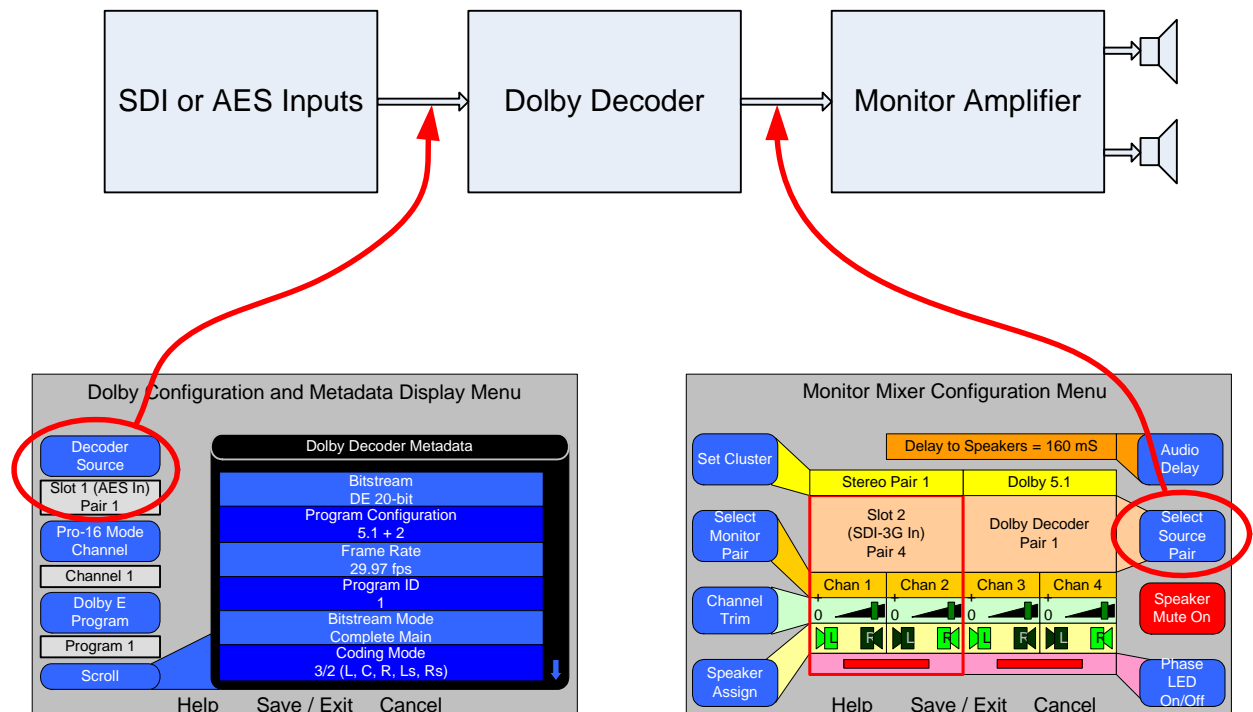 SDI or AES Inputs
Dolby Decoder
Monitor Amplifier
Dolby Configuration and Metadata Display Menu
Decoder
Source
Slot 1 (AES In)
Pair 1
Pro-16 Mode
Channel
Channel 1
Dolby E
Program
Program 1
Scroll
Dolby Decoder Metadata
Bitstream
DE 20-bit
Program Configuration
5.1 + 2
Frame Rate
29.97 fps
Program ID
1
Bitstream Mode
Complete Main
Coding Mode
3/2 (L, C, R, Ls, Rs)
Help Save / Exit Cancel
Monitor Mixer Configuration Menu
Set Cluster
Delay to Speakers = 160 mS
Audio
Delay
Stereo Pair 1
Dolby 5.1
Select
Monitor
Pair
Slot 2
(SDI-3G In)
Pair 4
Dolby Decoder
Pair 1
Select
Source
Pair
Chan 1
Chan 2
Chan 3
Chan 4
Channel
Trim
+
0
+
0
+
0
+
0
Speaker
Mute On
L R L R L R L R
Speaker
Assign
Phase
LED
On/Off
Help Save / Exit Cancel